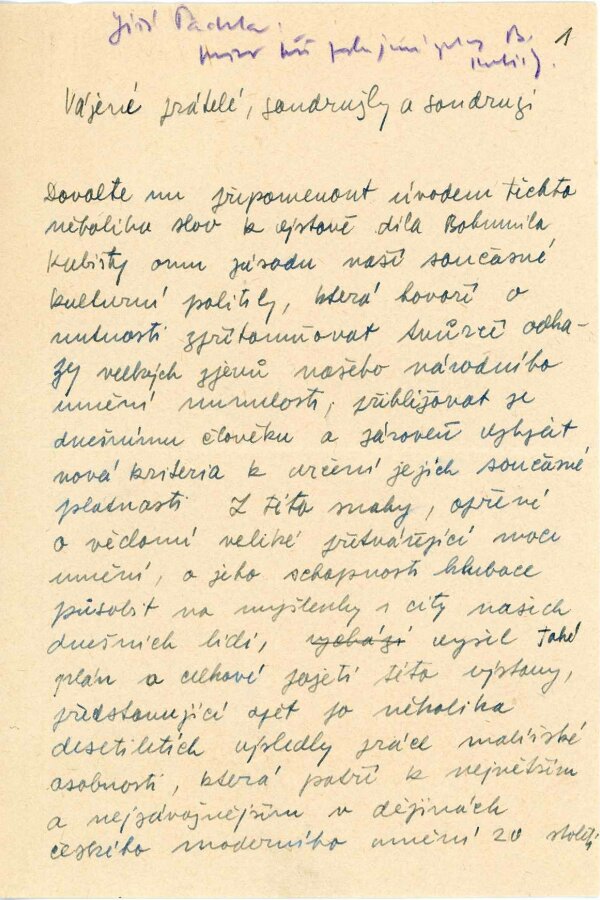 1
Jiří Padrta.
B.
Vážené přátelé, soudružky a soudruzi
Dovolte mi připomenout úvodem těchto
několika slov k výstavě díla Bohumila
Kubišty onu zásadu naší současné
kulturní politiky, která hovoří o
nutnosti zpřítomňovat tvůrčí odka-
zy velkých zjevů našeho národního
umění minulosti, přibližovat je
dnešnímu člověku a zároveň
nová kriteria k určení jejich současné
platnosti Z této snahy, opřené
o vědomí veliké přetvářející moci
umění, o jeho schopnosti hluboce
působit na myšlenky i city našich
dnešních lidí, vychází vyšel také
plán a celkové pojetí této výstavy,
představující opět po několika
desetiletích výsledky práce malířské
osobnosti, která patří k největším
a nejzávažnějším v dějinách
českého moderního umění 20 století